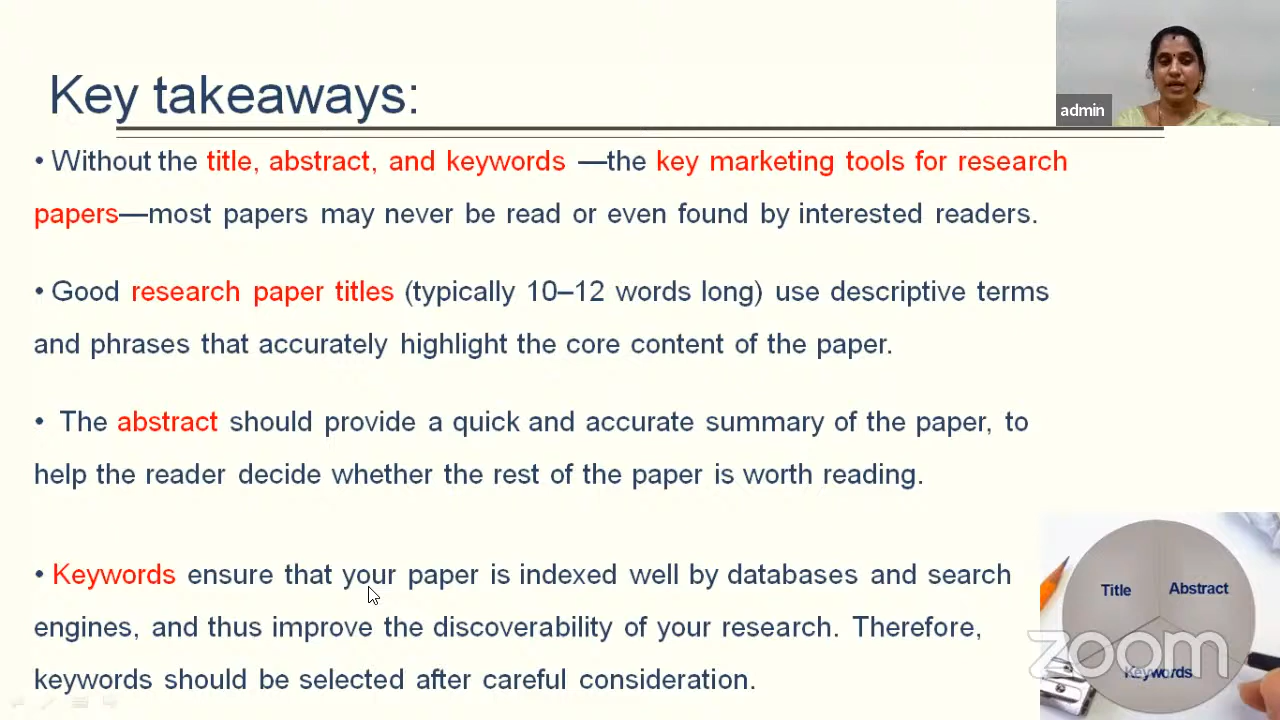 Key takeaways:
admin
• Without the title, abstract, and keywords —the key marketing tools for research
papers—most papers may never be read or even found by interested readers.
• Good research paper titles (typically 10–12 words long) use descriptive terms
and phrases that accurately highlight the core content of the paper.
• The abstract should provide a quick and accurate summary of the paper, to
help the reader decide whether the rest of the paper is worth reading.
• Keywords ensure that your paper is indexed well by databases and search
engines, and thus improve the discoverability of your research. Therefore,
keywords should be selected after careful consideration.
Title
Abstract
Keywords
zoom